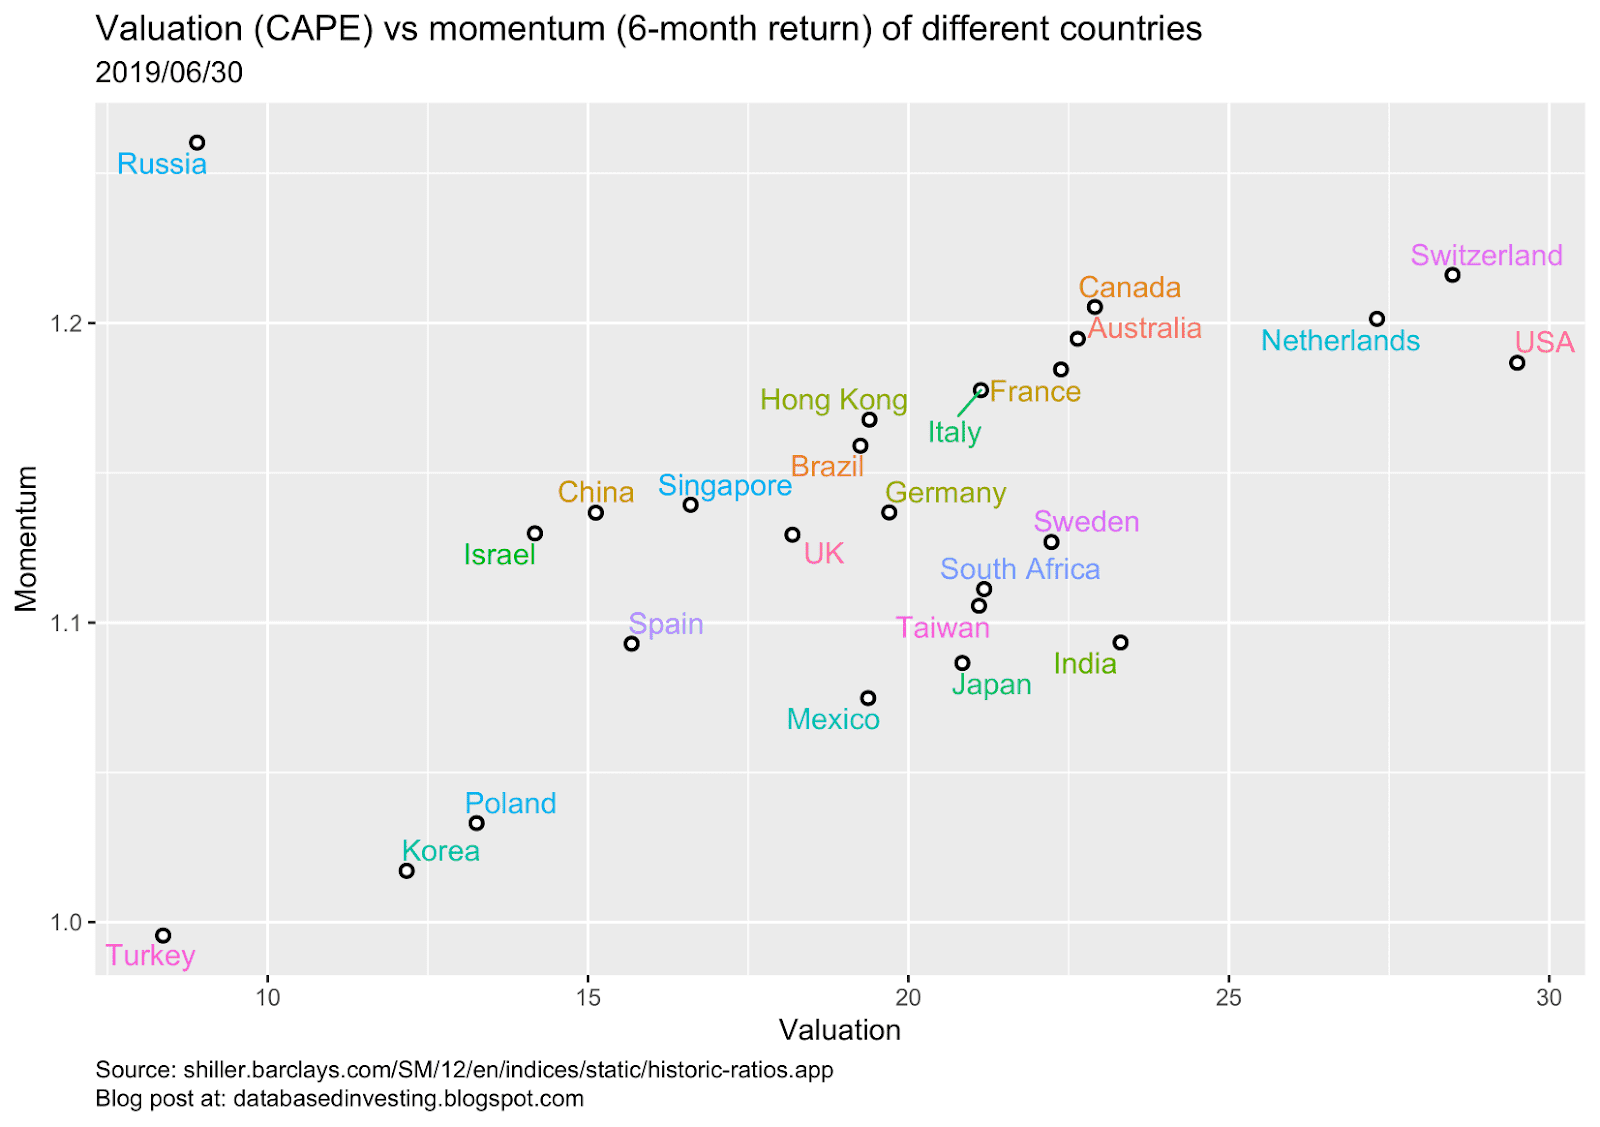 Valuation (CAPE) vs momentum (6-month return) of different countries
2019/06/30
Russia
Switzerland
Canada
1.2
Australia
Netherlands
USA
Hong Kong
France
Italy
Brazil
Singapore
China
Germany
Sweden
Israel
UK
South Africa
Momentum
1.1
Spain
Taiwan
India
Japan
Mexico
Poland
Korea
1.0
Turkey
10 15 20 25 30
Valuation
Source: shiller.barclays.com/SM/12/en/indices/static/historic-ratios.app
Blog post at: databasedinvesting.blogspot.com